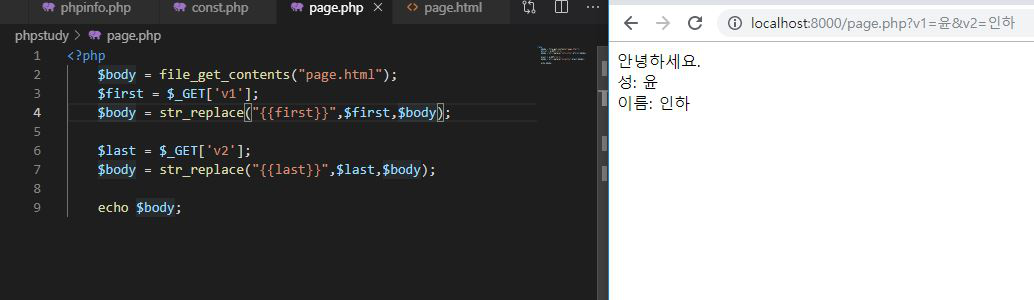 phpinfo.php const.php page.php page.html
phpstudy > page.php
1 <?php
2 $body = file_get_contents("page.html");
3 $first = $_GET['v1'];
4 $body = str_replace("{{first}}",$first,$body);
5
6 $last = $_GET['v2'];
7 $body = str_replace("{{last}}",$last,$body);
8
9 echo $body;
localhost:8000/page.php?v1=윤&v2=인하
안녕하세요.
성: 윤
이름: 인하